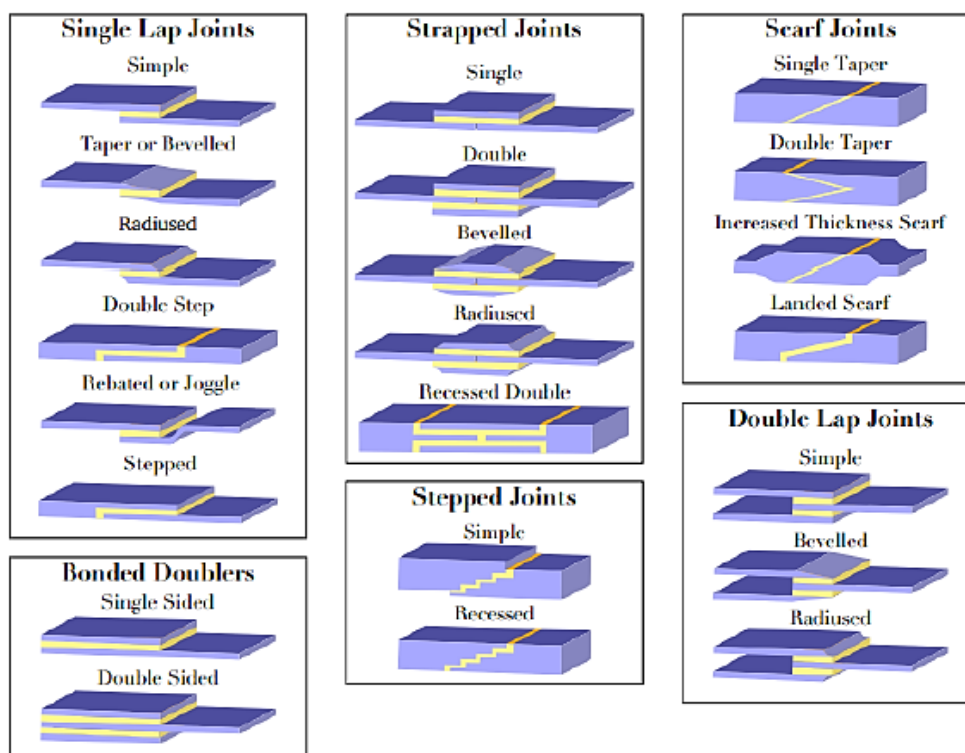 Single Lap Joints
Simple
Taper or Bevelled
Radiused
Double Step
Rebated or Joggle
Stepped
Bonded Doublers
Single Sided
Double Sided
Strapped Joints
Single
Double
Bevelled
Radiused
Recessed Double
Stepped Joints
Simple
Recessed
Scarf Joints
Single Taper
Double Taper
Increased Thickness Scarf
Landed Scarf
Double Lap Joints
Simple
Bevelled
Radiused